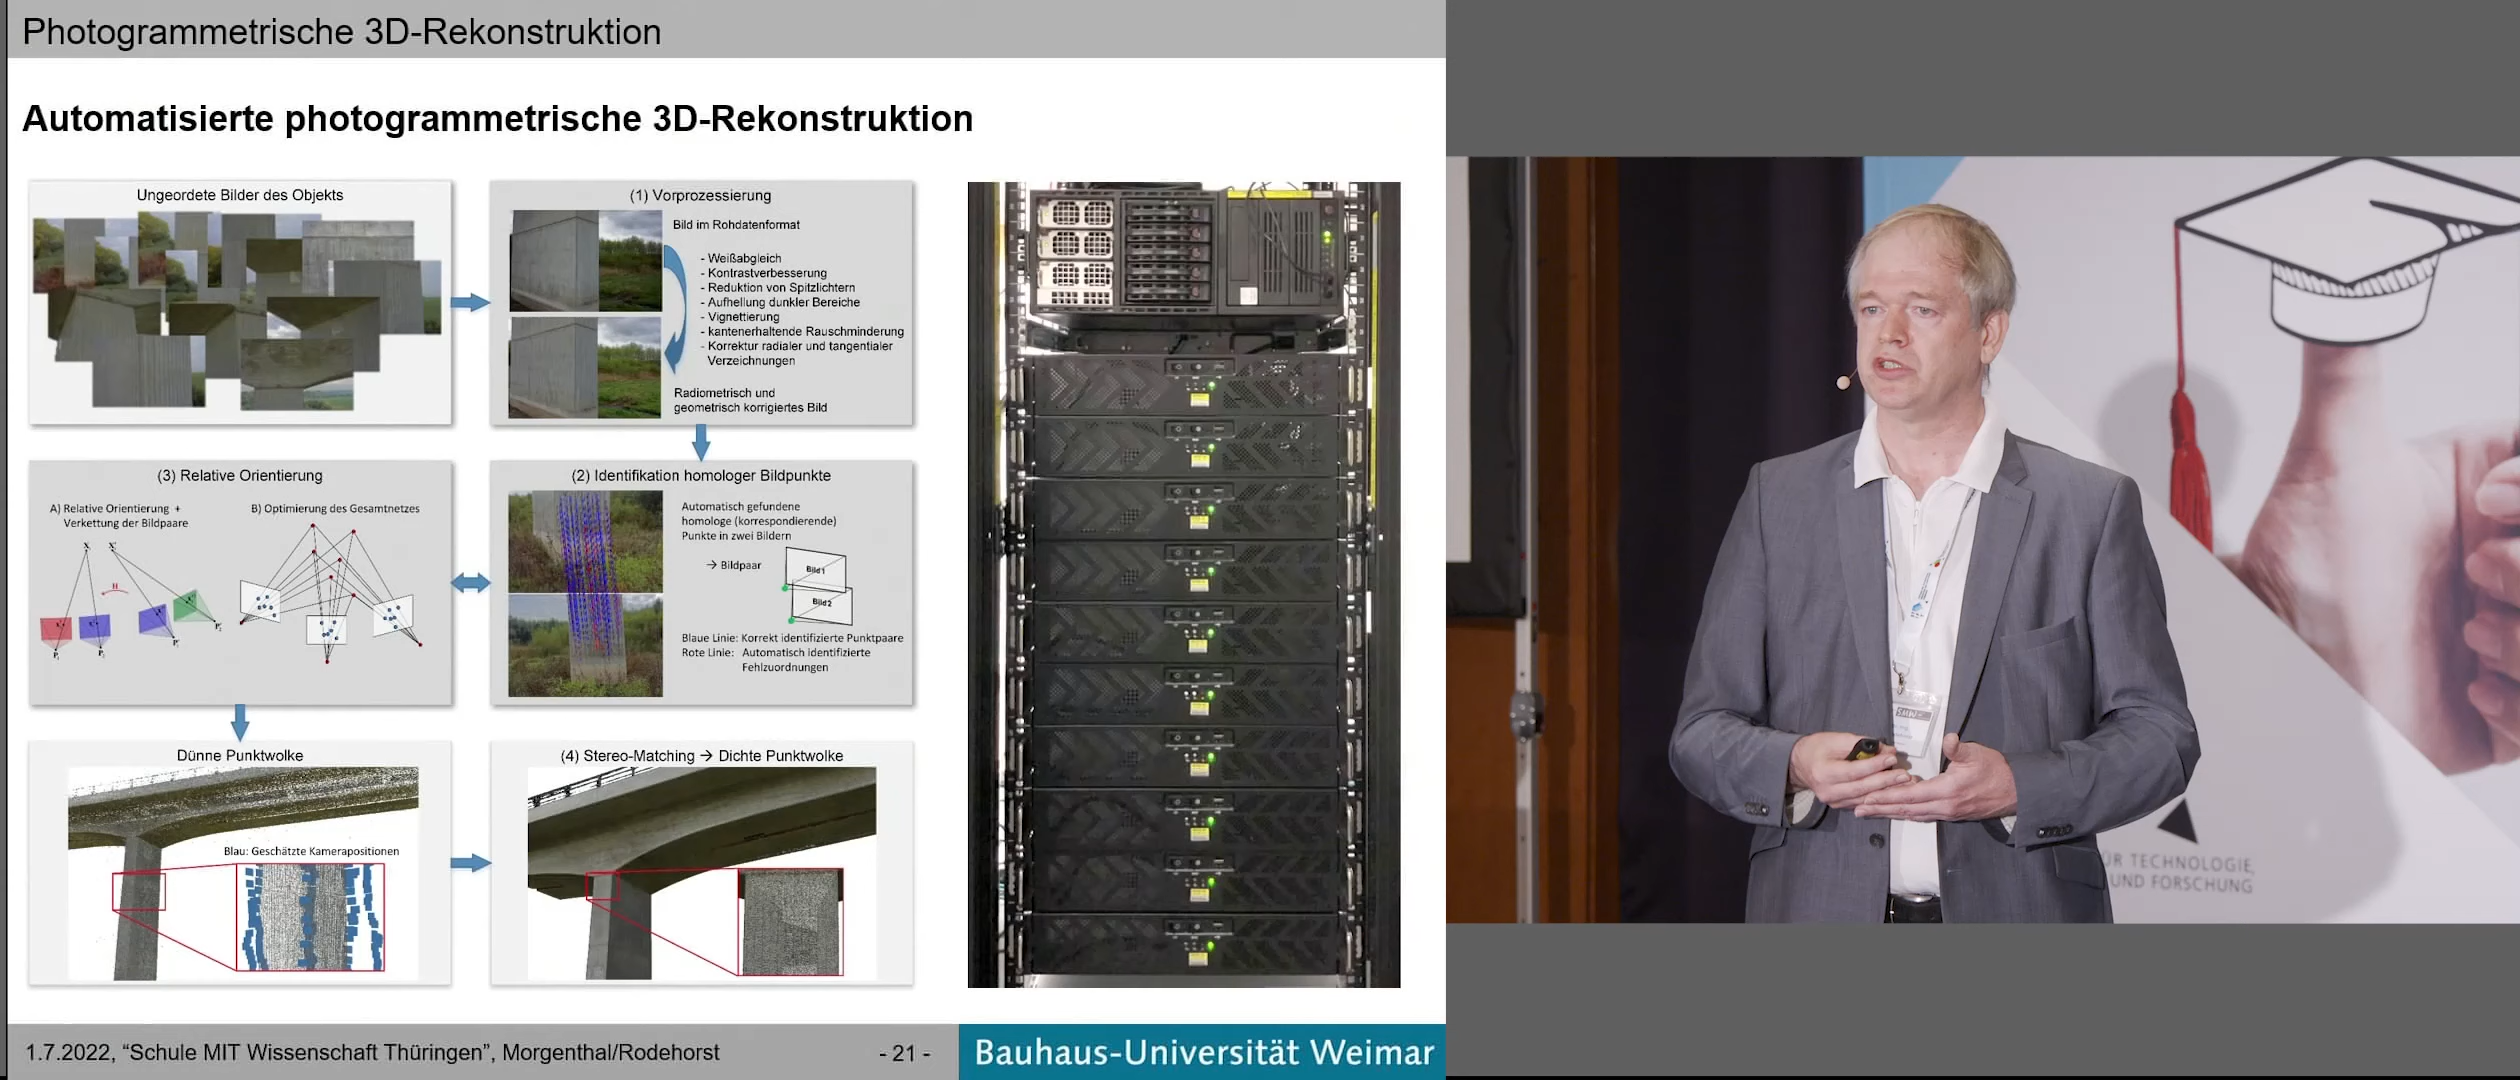 Photogrammetrische 3D-Rekonstruktion
Automatisierte photogrammetrische 3D-Rekonstruktion
Ungeordnete Bilder des Objekts
(1) Vorprozessierung
Bild im Rohdatenformat
- Weißabgleich
- Kontrastverbesserung
- Reduktion von Spitzlichtern
- Aufhellung dunkler Bereiche
- Vignettierung
- kantenerhaltende Rauschminderung
- Korrektur radialer und tangentialer
Verzeichnungen
Radiometrisch und
geometrisch korrigiertes Bild
(3) Relative Orientierung
A) Relative Orientierung +
Verkettung der Bildpaare
B) Optimierung des Gesamtnetzes
H
(2) Identifikation homologer Bildpunkte
Automatisch gefundene
homologe (korrespondierende)
Punkte in zwei Bildern
→ Bildpaar
Bild1
Bild2
Blaue Linie: Korrekt identifizierte Punktpaare
Rote Linie: Automatisch identifizierte
Fehlzuordnungen
Dünne Punktwolke
Blau: Geschätzte Kamerapositionen
(4) Stereo-Matching → Dichte Punktwolke
1.7.2022, “Schule MIT Wissenschaft Thüringen”, Morgenthal/Rodehorst
- 21 -
Bauhaus-Universität Weimar
TECHNOLOGIE,
UND FORSCHUNG